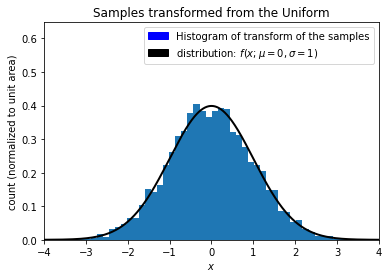 Samples transformed from the Uniform
Histogram of transform of the samples
distribution: f(x; μ = 0, σ = 1)
count (normalized to unit area)
0.6
0.5
0.4
0.3
0.2
0.1
0.0
−4 −3 −2 −1 0 1 2 3 4
x